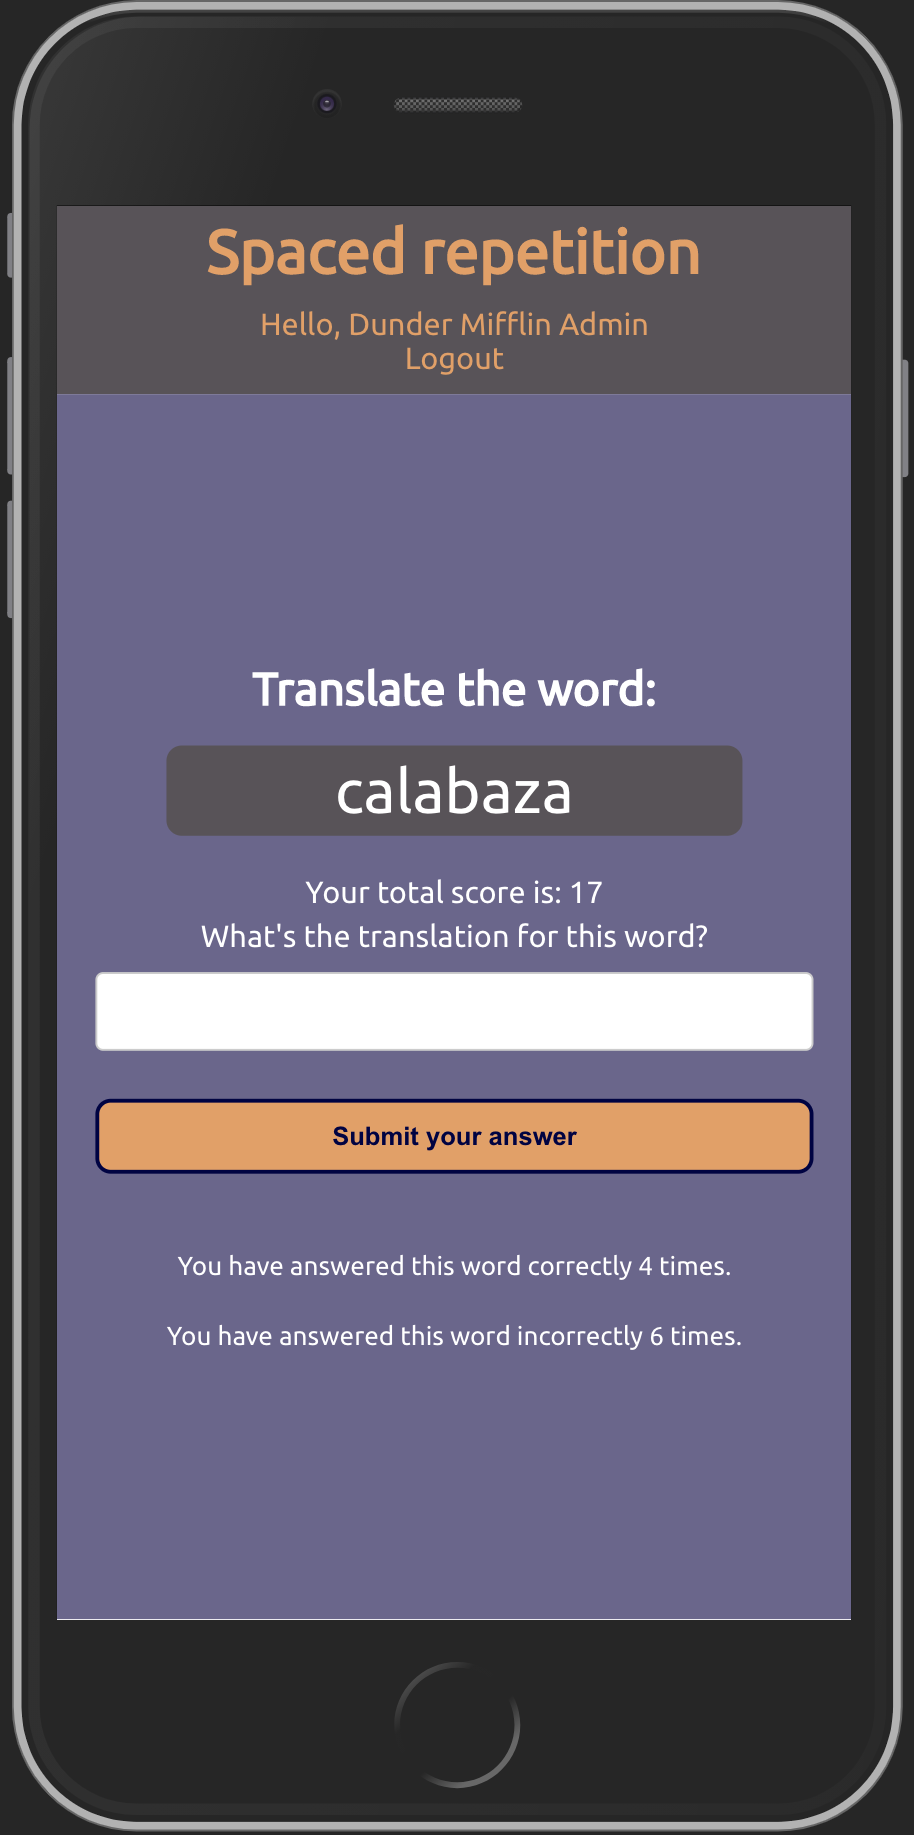 Spaced repetition
Hello, Dunder Mifflin Admin
Logout
Translate the word:
calabaza
Your total score is: 17
What's the translation for this word?
Submit your answer
You have answered this word correctly 4 times.
You have answered this word incorrectly 6 times.